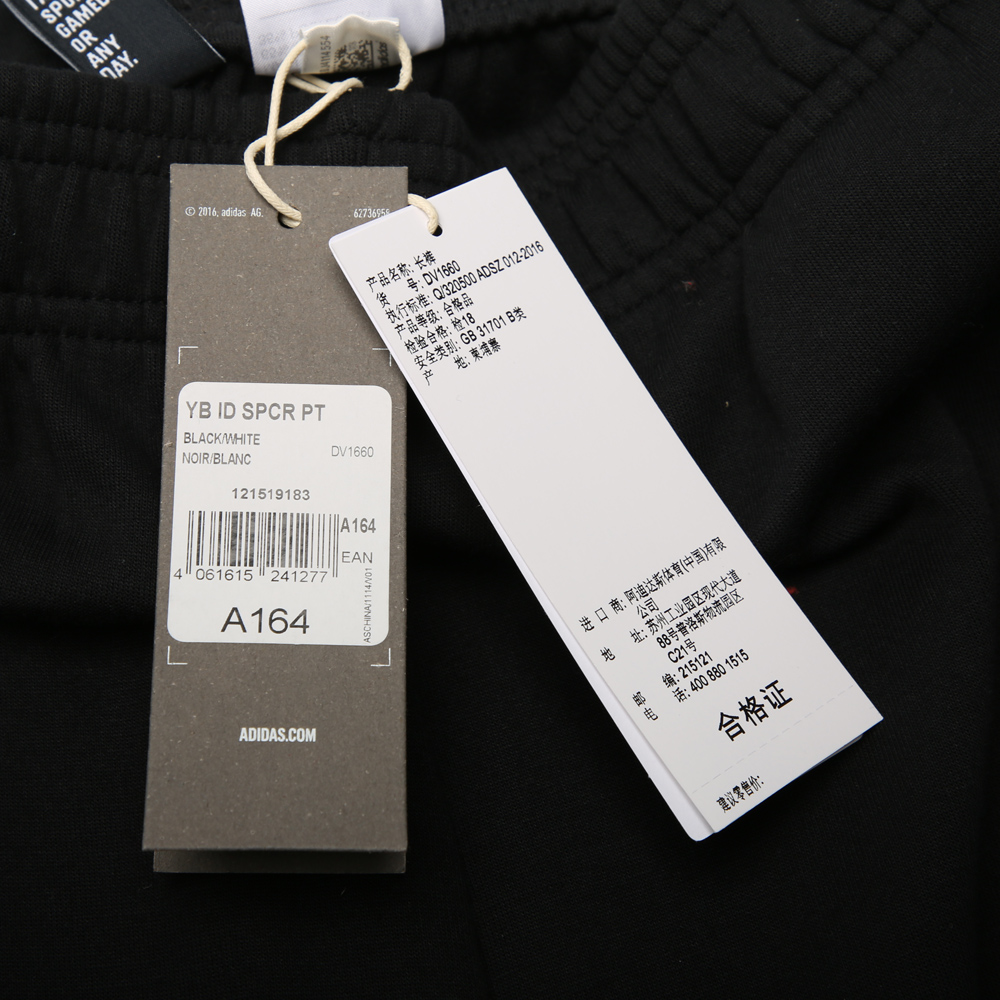 SPO
GAMED
OR
ANY
DAY.
© 2016, adidas AG.
62736955
YB ID SPCR PT
BLACK/WHITE
NOIR/BLANC
DV1660
121519183
A164
EAN
4 061615 241277
A164
ASCHINA/1114/V01
ADIDAS.COM
产品名称: 长裤
货 号: DV1660
执行标准: Q/320500 ADSZ 012-2016
产品等级: 合格品
检验合格: 检18
安全类别: GB 31701 B类
产 地: 柬埔寨
进 口 商: 阿迪达斯体育(中国)有限
公司
地 址: 苏州工业园区现代大道
88号普洛斯物流园区
C21号
邮 编: 215121
电 话: 400 880 1515
合格证
建议零售价: